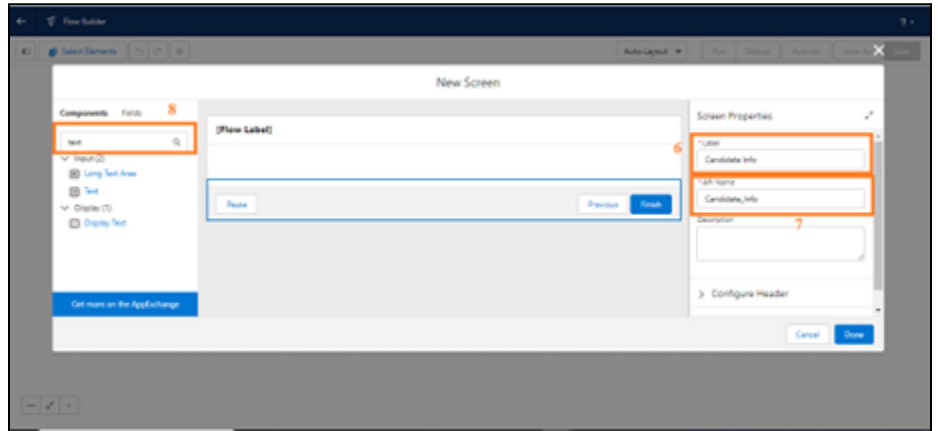 Flow Builder
?
Select Elements
Auto-Layout
Run
Debug
Activate
Save As
Save
New Screen
Components
Fields
8
text
Input (2)
Long Text Area
Text
Display (1)
Display Text
Get more on the AppExchange
[Flow Label]
Pause
Previous
Finish
Screen Properties
6
*Label
Candidate Info
*API Name
Candidate_Info
7
Description
Configure Header
Cancel
Done